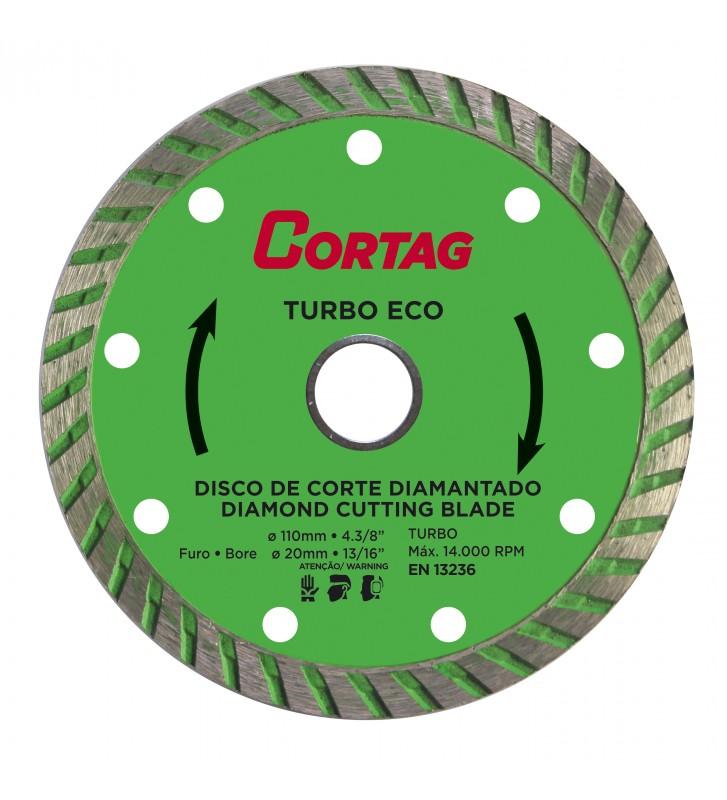 CORTAG
TURBO ECO
DISCO DE CORTE DIAMANTADO
DIAMOND CUTTING BLADE
ø 110mm • 4.3/8” TURBO
Furo • Bore ø 20mm • 13/16” Máx. 14.000 RPM
ATENÇÃO/ WARNING EN 13236